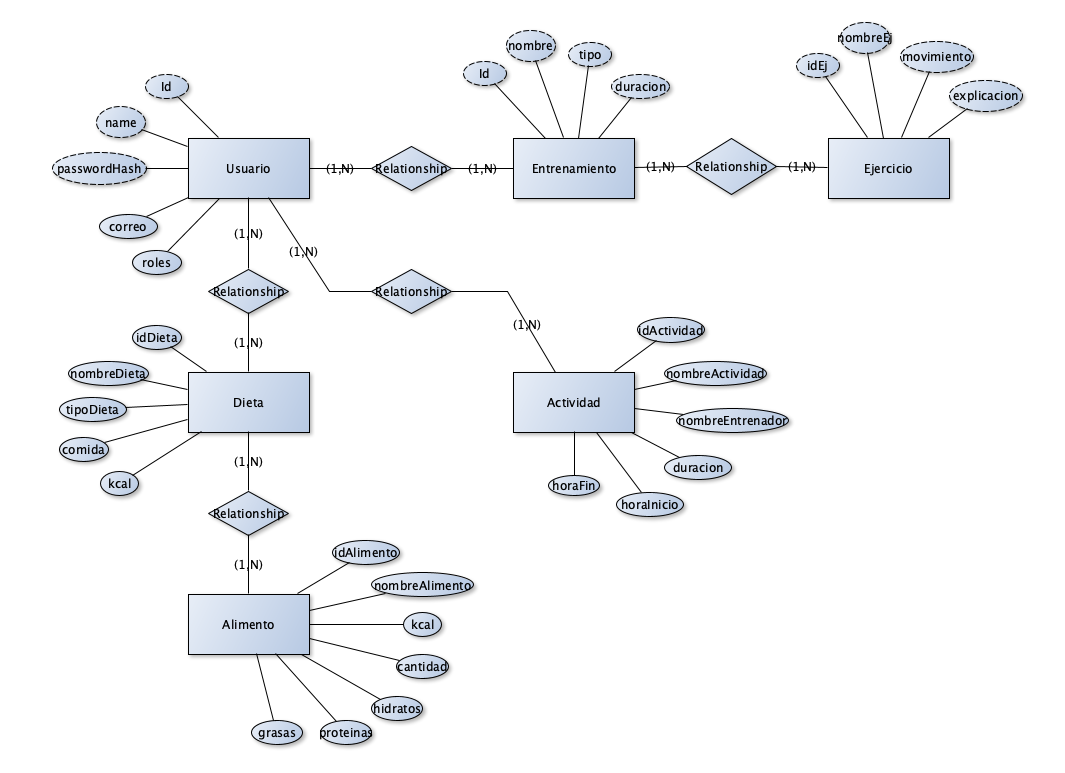 Id
name
passwordHash
correo
roles
Usuario
(1,N)
Relationship
(1,N)
Id
nombre
tipo
duracion
Entrenamiento
(1,N)
Relationship
(1,N)
idEj
nombreEj
movimiento
explicacion
Ejercicio
(1,N)
Relationship
(1,N)
(1,N)
Relationship
(1,N)
idDieta
nombreDieta
tipoDieta
comida
kcal
Dieta
idActividad
nombreActividad
nombreEntrenador
duracion
horaInicio
horaFin
Actividad
(1,N)
Relationship
(1,N)
idAlimento
nombreAlimento
kcal
cantidad
hidratos
proteinas
grasas
Alimento